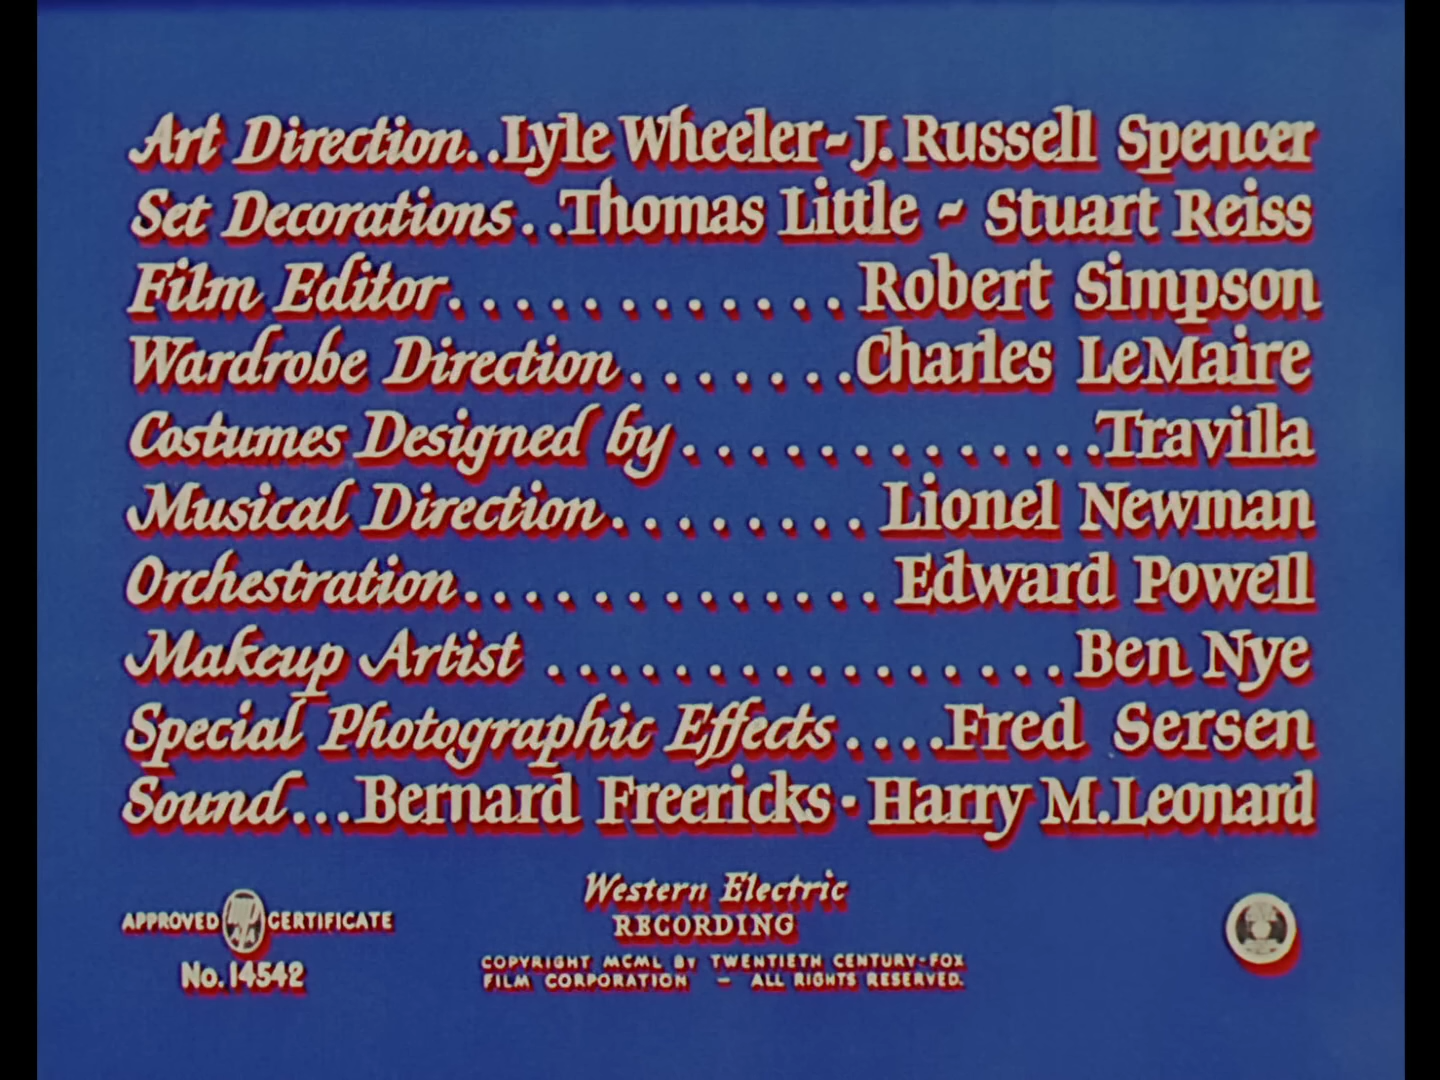 Art Direction..Lyle Wheeler-J. Russell Spencer
Set Decorations..Thomas Little - Stuart Reiss
Film Editor............Robert Simpson
Wardrobe Direction.......Charles LeMaire
Costumes Designed by.............Travilla
Musical Direction........Lionel Newman
Orchestration..............Edward Powell
Makeup Artist ................Ben Nye
Special Photographic Effects....Fred Sersen
Sound...Bernard Freericks-Harry M. Leonard
Western Electric
RECORDING
APPROVED MPAA CERTIFICATE
No. 14542
COPYRIGHT MCML BY TWENTIETH CENTURY-FOX
FILM CORPORATION — ALL RIGHTS RESERVED.